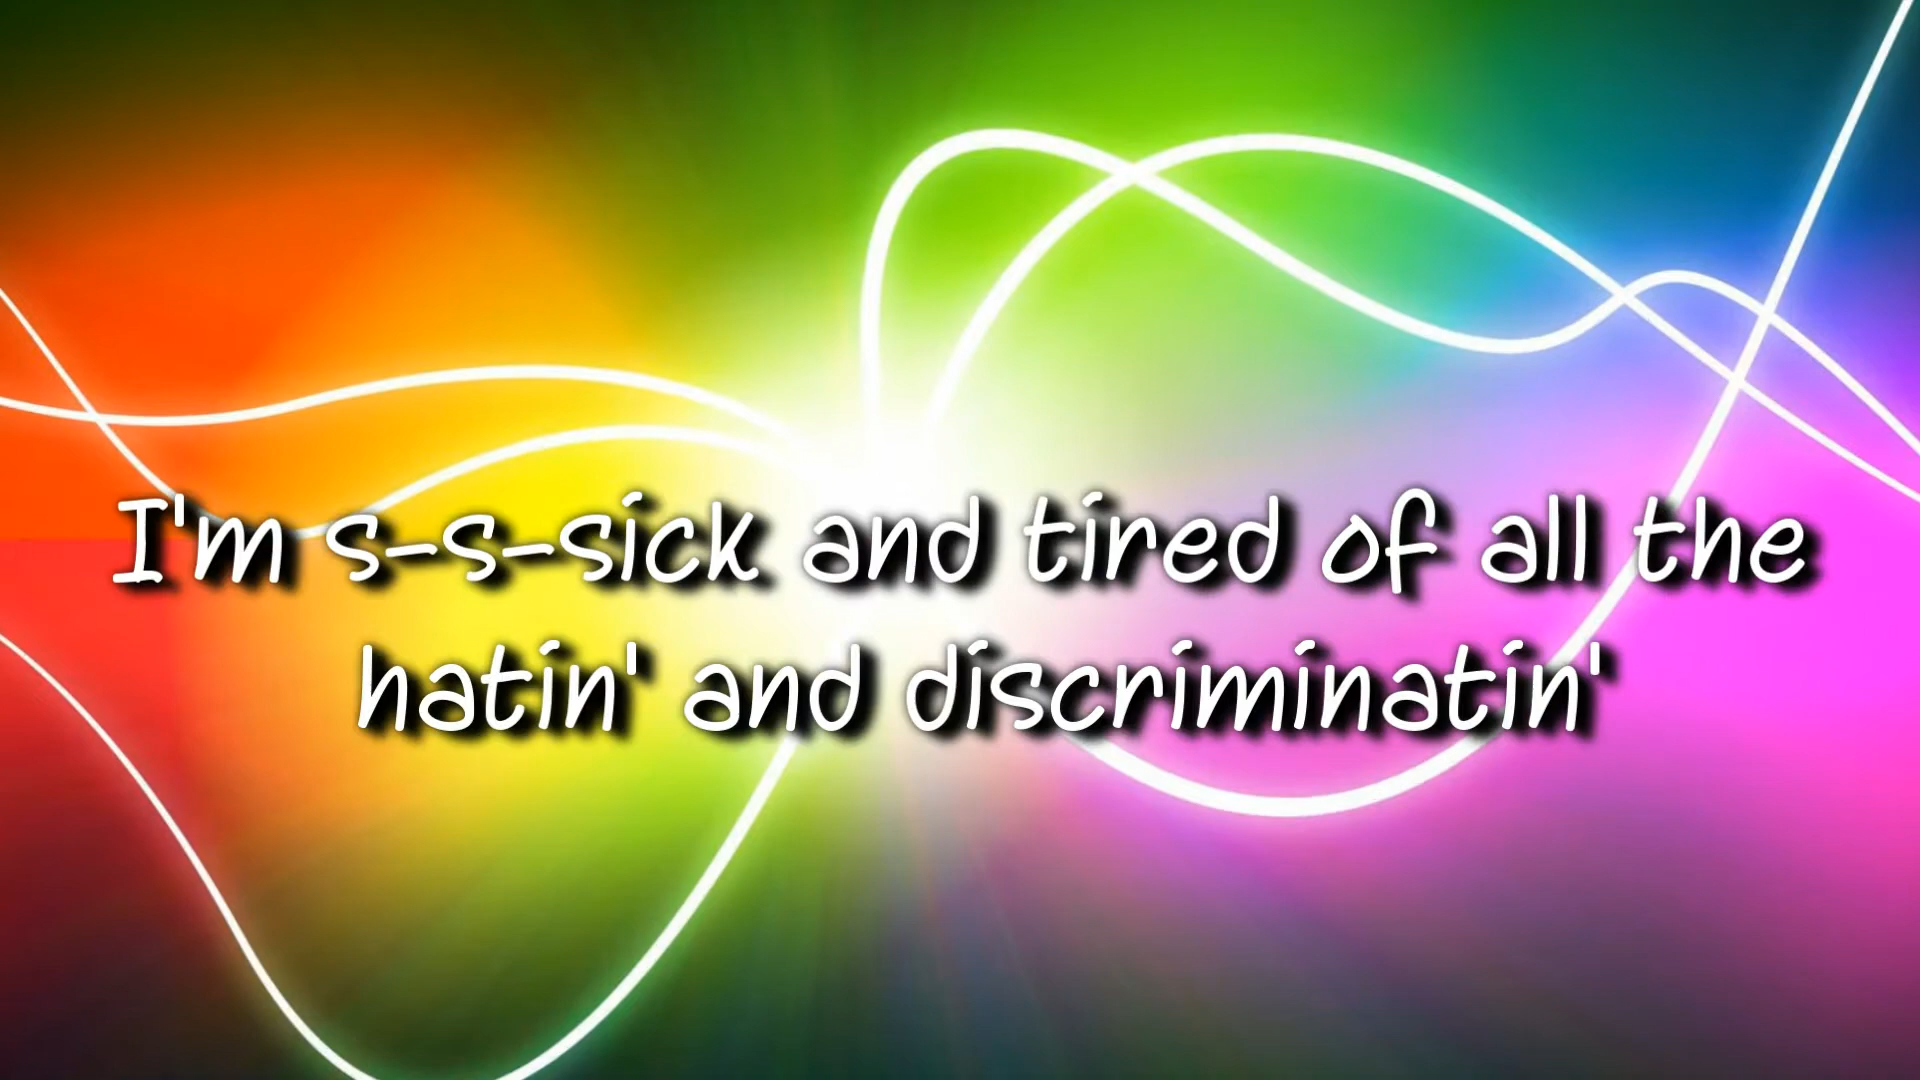 I'm s-s-sick and tired of all the
hatin' and discriminatin'